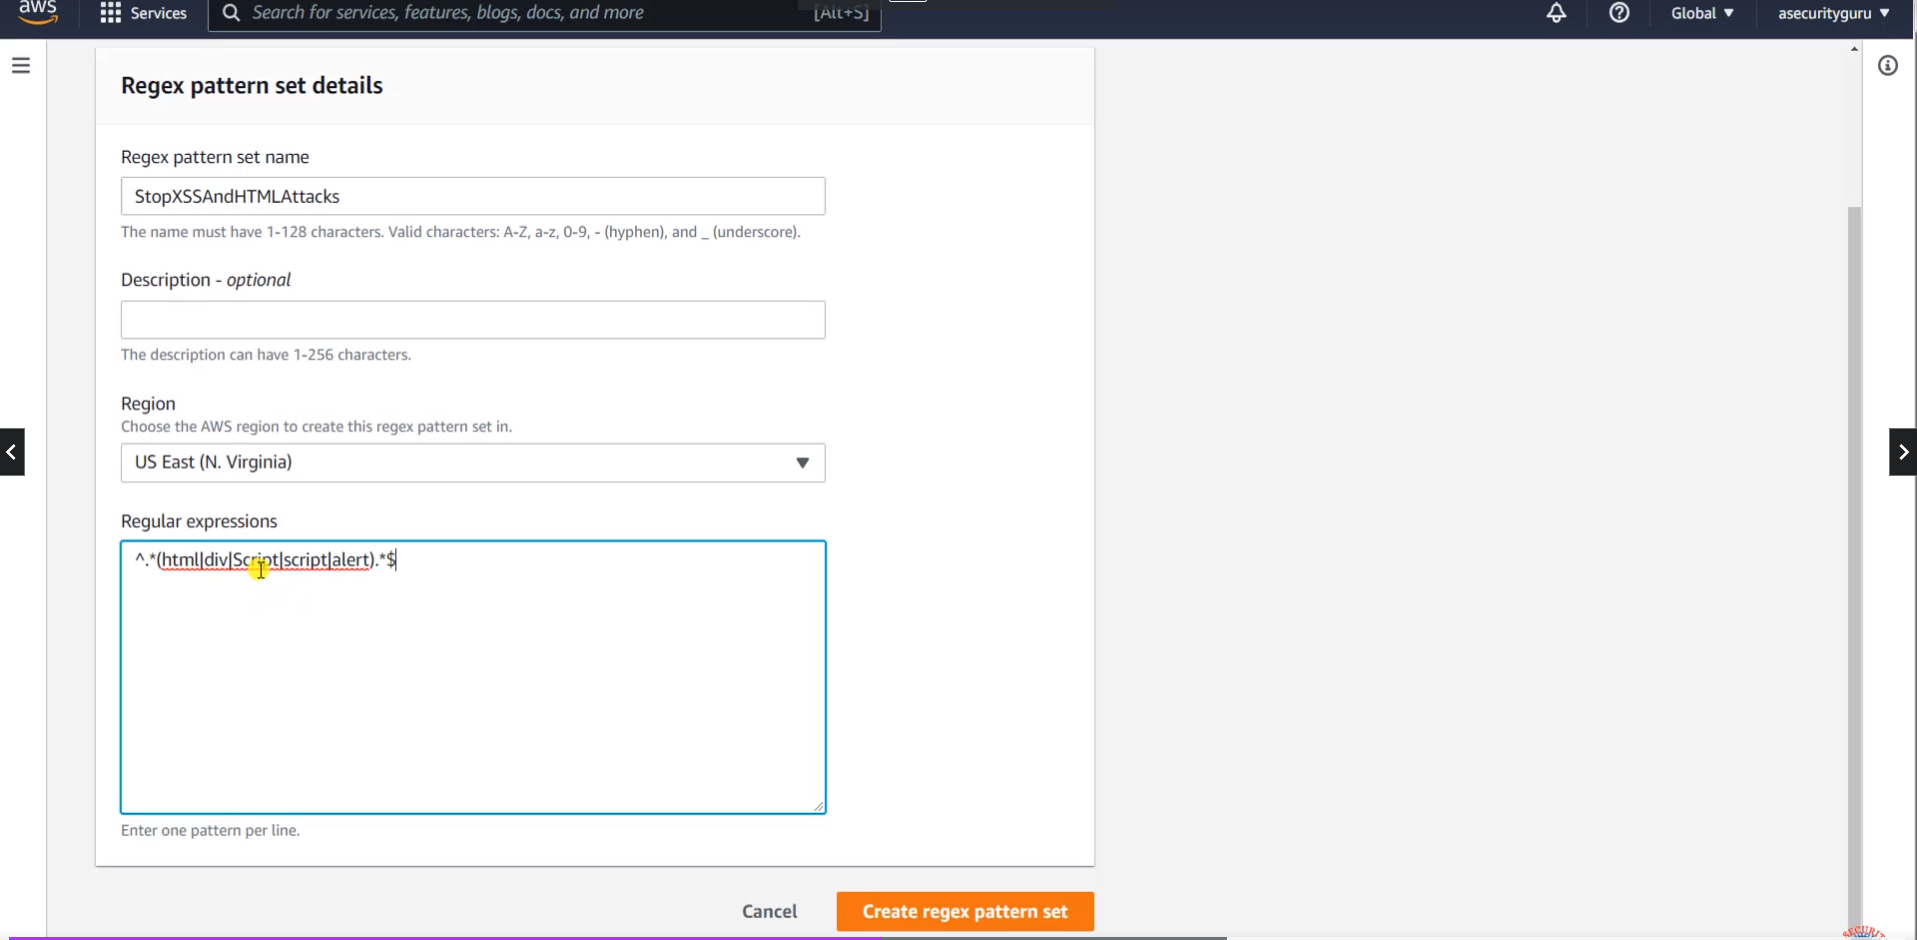 aws
Services
Search for services, features, blogs, docs, and more
[Alt+S]
Global
asecurityguru
Regex pattern set details
Regex pattern set name
StopXSSAndHTMLAttacks
The name must have 1-128 characters. Valid characters: A-Z, a-z, 0-9, - (hyphen), and _ (underscore).
Description - optional
The description can have 1-256 characters.
Region
Choose the AWS region to create this regex pattern set in.
US East (N. Virginia)
Regular expressions
^.*(html|div|Script|script|alert).*$
Enter one pattern per line.
Cancel
Create regex pattern set